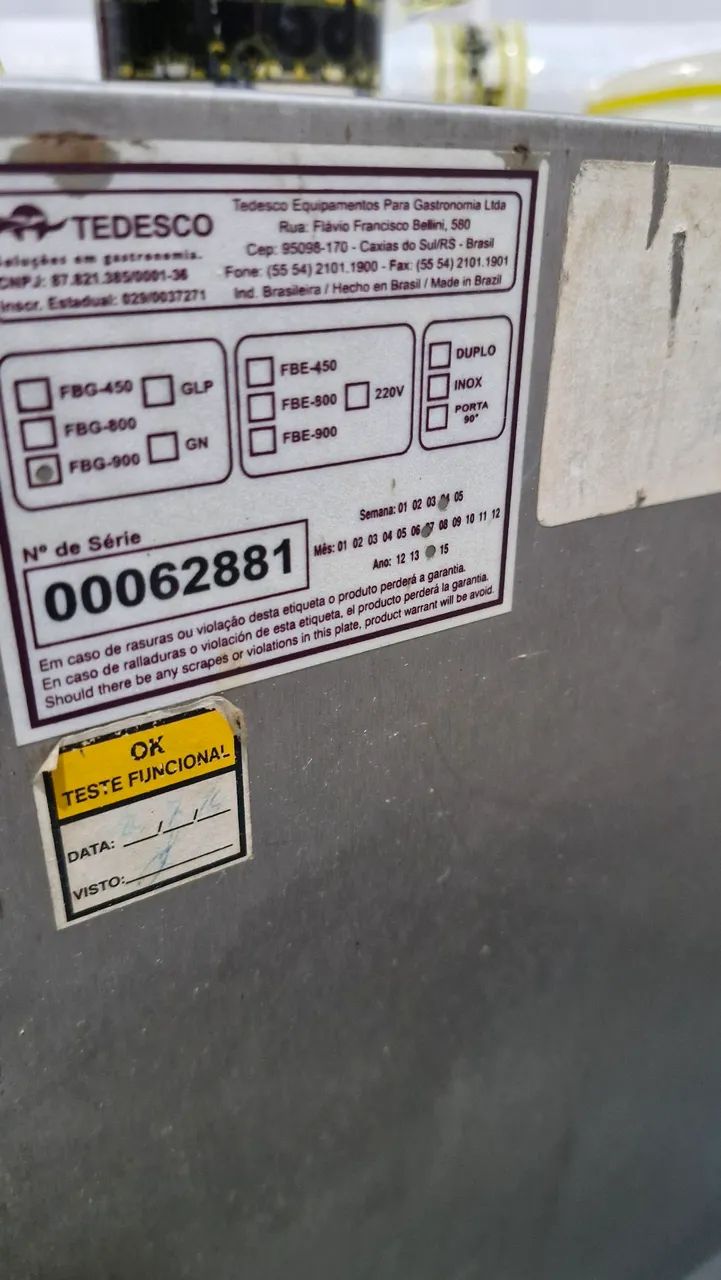 TEDESCO
Soluções em gastronomia.
CNPJ: 87.821.385/0001-36
Inscr. Estadual: 029/0037271
Tedesco Equipamentos Para Gastronomia Ltda
Rua: Flávio Francisco Bellini, 580
Cep: 95098-170 - Caxias do Sul/RS - Brasil
Fone: (55 54) 2101.1900 - Fax: (55 54) 2101.1901
Ind. Brasileira / Hecho en Brasil / Made in Brazil
FBG-450 GLP
FBG-800
FBG-900 GN
FBE-450
FBE-800 220V
FBE-900
DUPLO
INOX
PORTA
90°
Nº de Série
00062881
Semana: 01 02 03 04 05
Mês: 01 02 03 04 05 06 07 08 09 10 11 12
Ano: 12 13 15
Em caso de rasuras ou violação desta etiqueta o produto perderá a garantia.
En caso de ralladuras o violación de esta etiqueta, el producto perderá la garantia.
Should there be any scrapes or violations in this plate, product warrant will be avoid.
OK
TESTE FUNCIONAL
DATA: / /
VISTO: